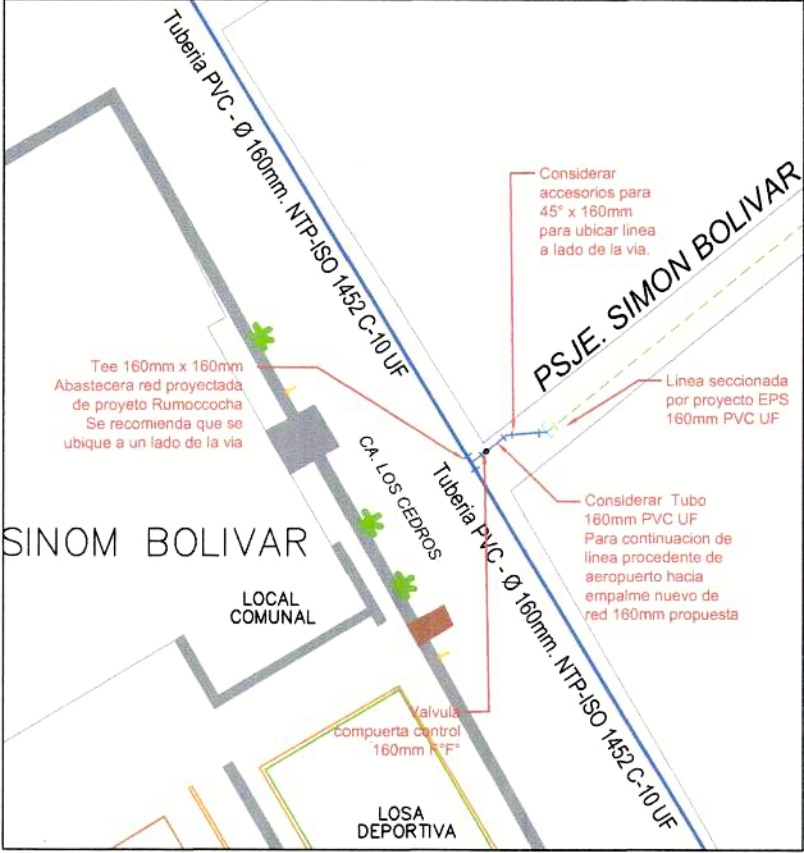 Tuberia PVC - Ø 160mm. NTP-ISO 1452 C-10 UF
Considerar
accesorios para
45° x 160mm
para ubicar linea
a lado de la via.
PSJE. SIMON BOLIVAR
Tee 160mm x 160mm
Abastecera red proyectada
de proyeto Rumoccocha
Se recomienda que se
ubique a un lado de la via
Linea seccionada
por proyecto EPS
160mm PVC UF
CA. LOS CEDROS
Tuberia PVC - Ø 160mm. NTP-ISO 1452 C-10 UF
Considerar Tubo
160mm PVC UF
Para continuacion de
linea procedente de
aeropuerto hacia
empalme nuevo de
red 160mm propuesta
SINOM BOLIVAR
LOCAL
COMUNAL
Valvula
compuerta control
160mm F°F°
LOSA
DEPORTIVA